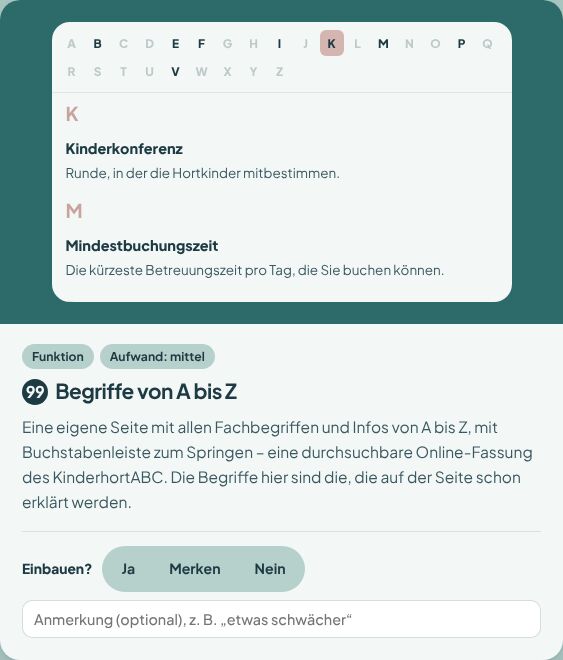 A B C D E F G H I J K L M N O P Q
R S T U V W X Y Z
K
Kinderkonferenz
Runde, in der die Hortkinder mitbestimmen.
M
Mindestbuchungszeit
Die kürzeste Betreuungszeit pro Tag, die Sie buchen können.
Funktion Aufwand: mittel
99 Begriffe von A bis Z
Eine eigene Seite mit allen Fachbegriffen und Infos von A bis Z, mit
Buchstabenleiste zum Springen – eine durchsuchbare Online-Fassung
des KinderhortABC. Die Begriffe hier sind die, die auf der Seite schon
erklärt werden.
Einbauen? Ja Merken Nein
Anmerkung (optional), z. B. „etwas schwächer“